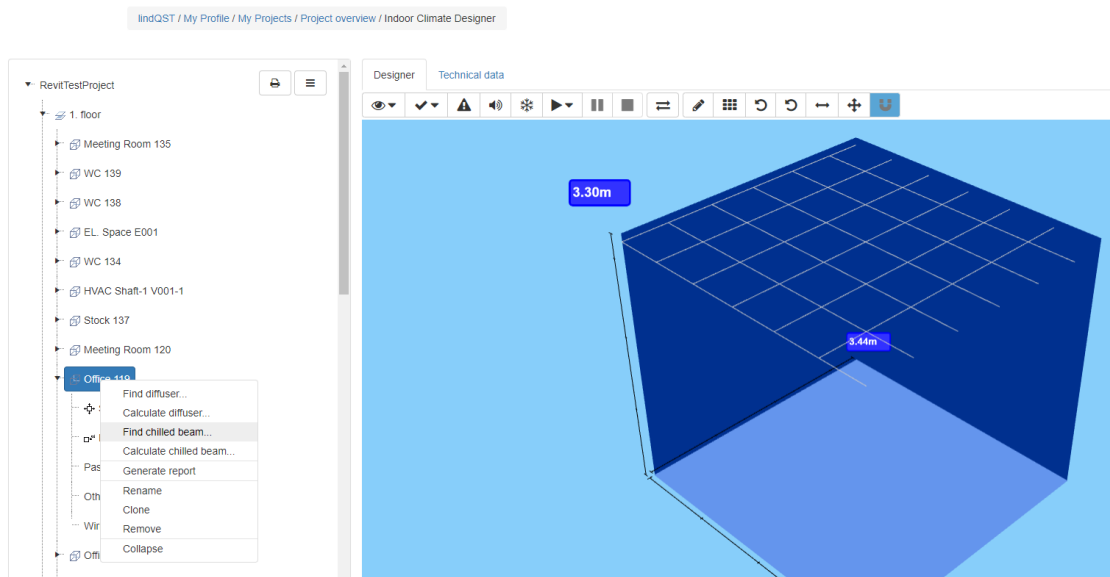 lindQST / My Profile / My Projects / Project overview / Indoor Climate Designer
RevitTestProject
1. floor
Meeting Room 135
WC 139
WC 138
EL. Space E001
WC 134
HVAC Shaft-1 V001-1
Stock 137
Meeting Room 120
Office 119
Find diffuser...
Calculate diffuser...
Find chilled beam...
Calculate chilled beam...
Generate report
Rename
Clone
Remove
Collapse
Designer
Technical data
3.30m
3.44m